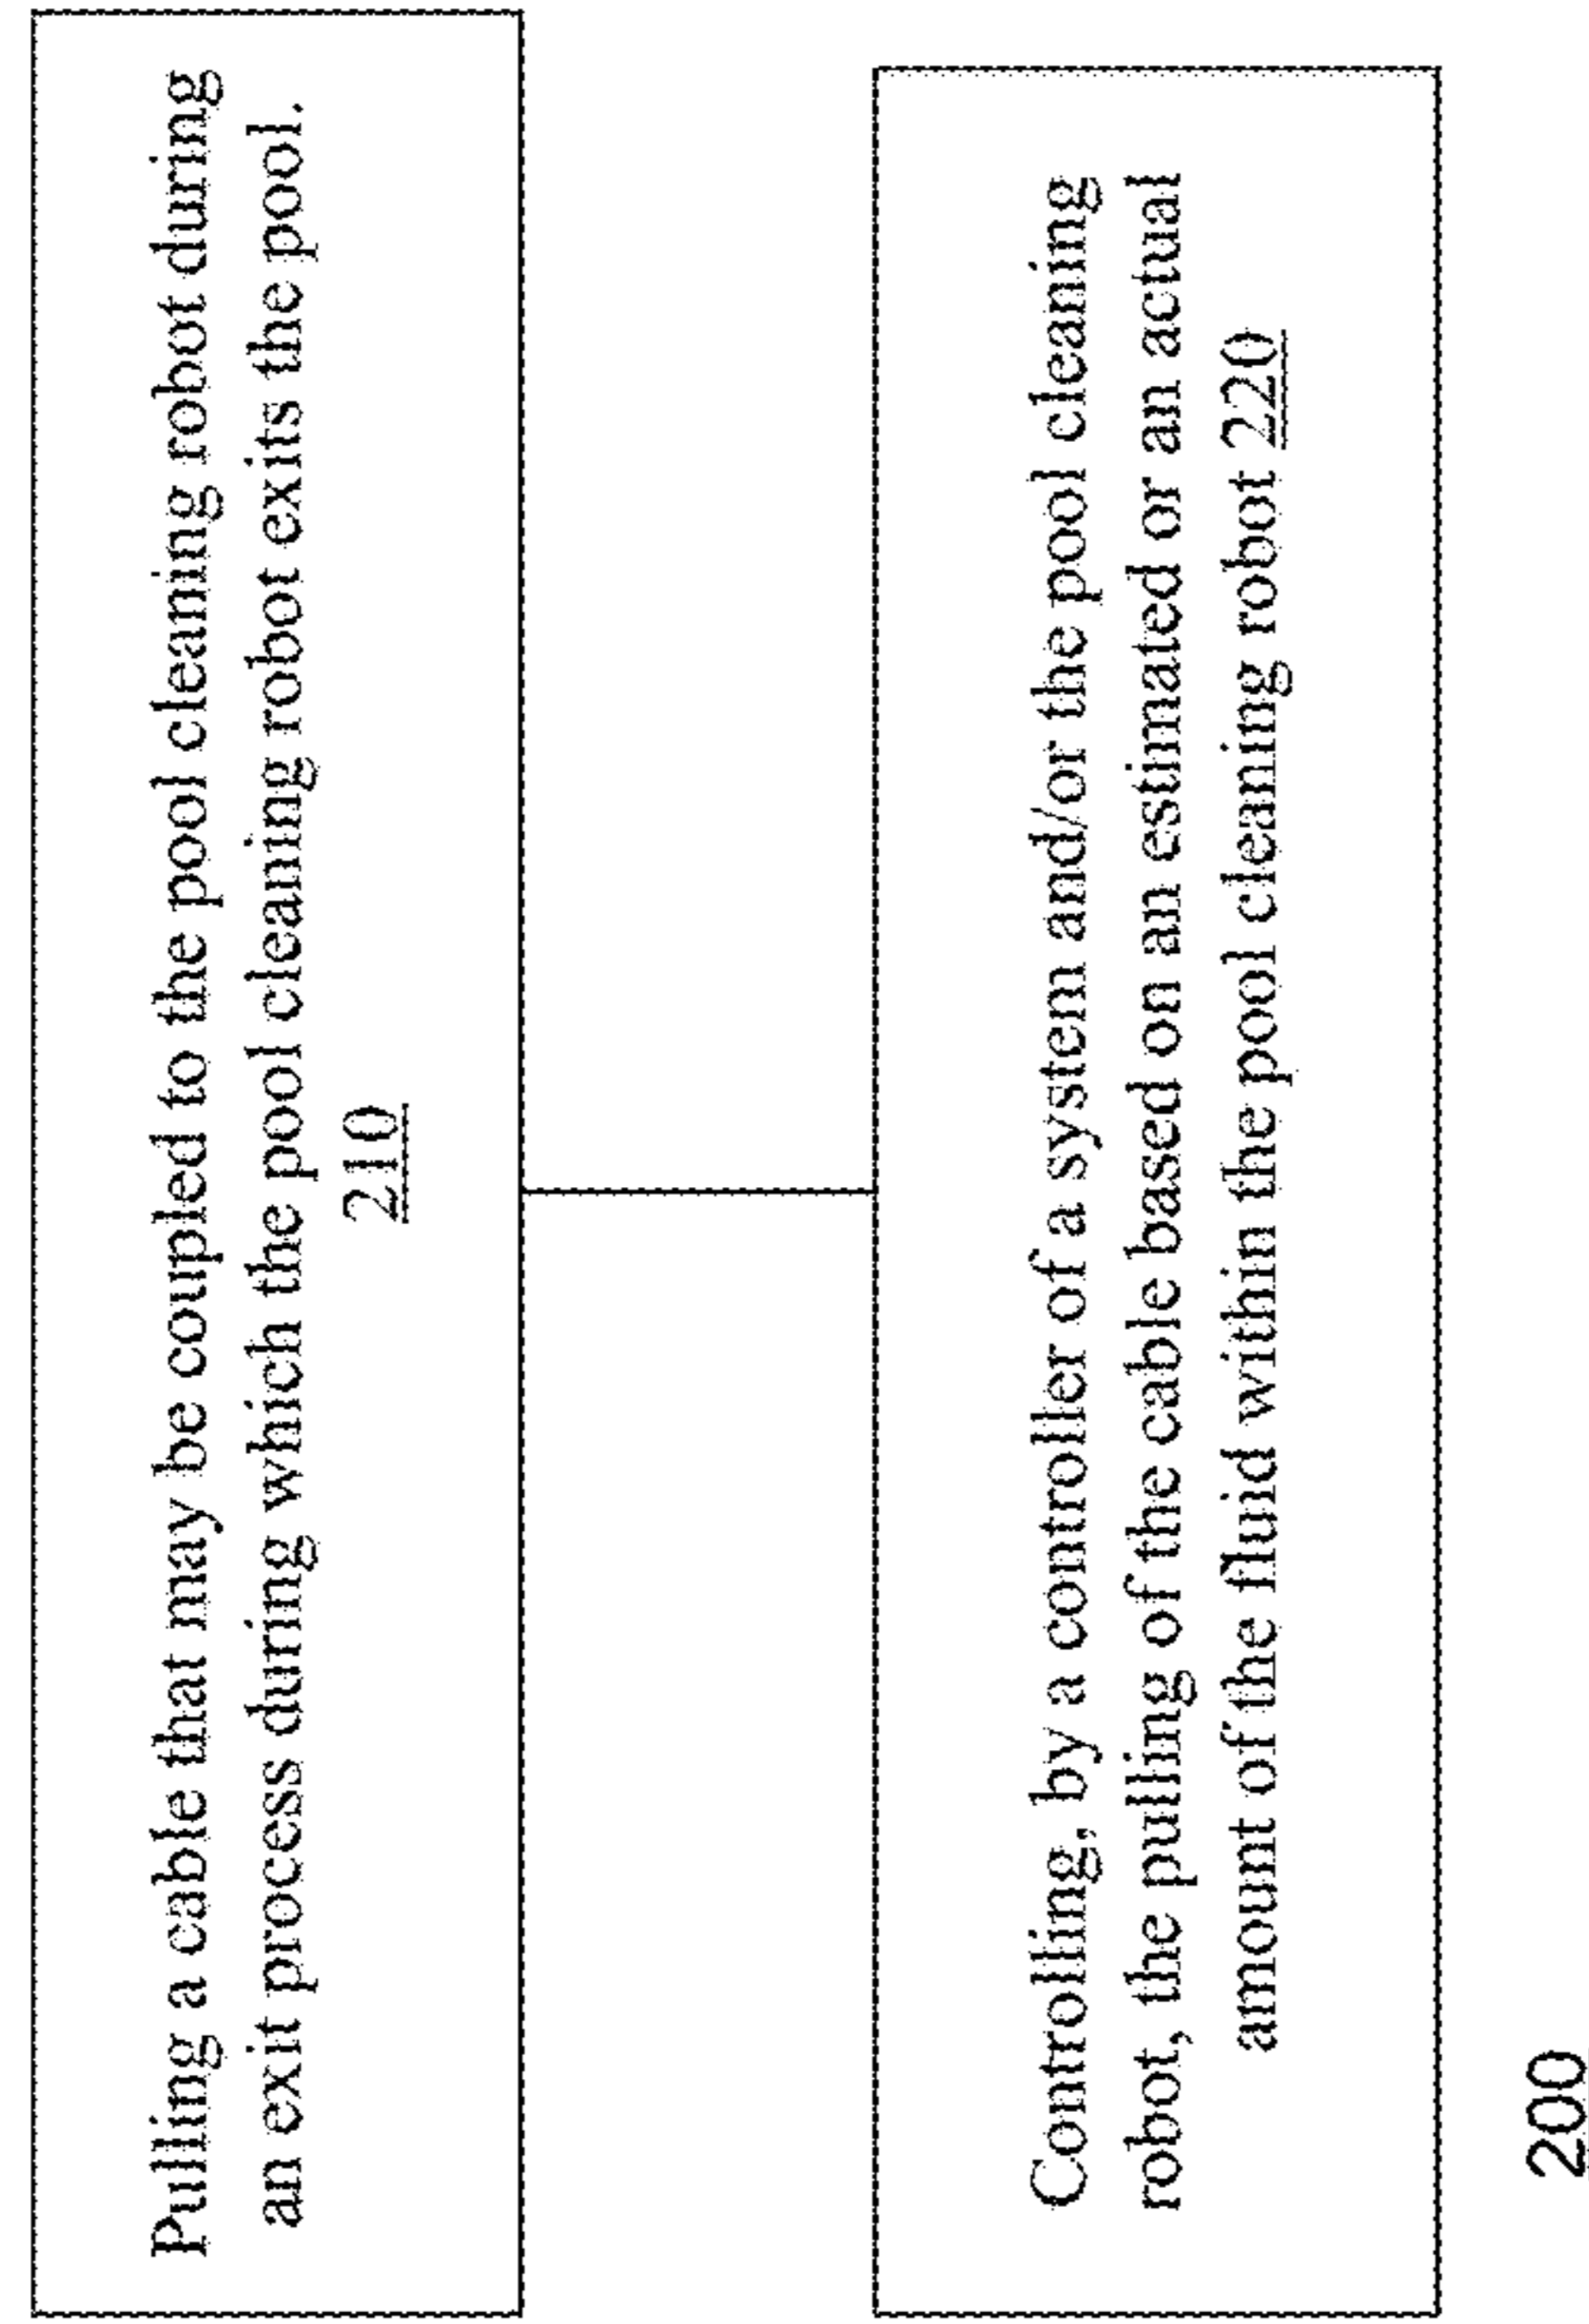 Pulling a cable that may be coupled to the pool cleaning robot during
an exit process during which the pool cleaning robot exits the pool.
210
Controlling, by a controller of a system and/or the pool cleaning
robot, the pulling of the cable based on an estimated or an actual
amount of the fluid within the pool cleaning robot 220
200